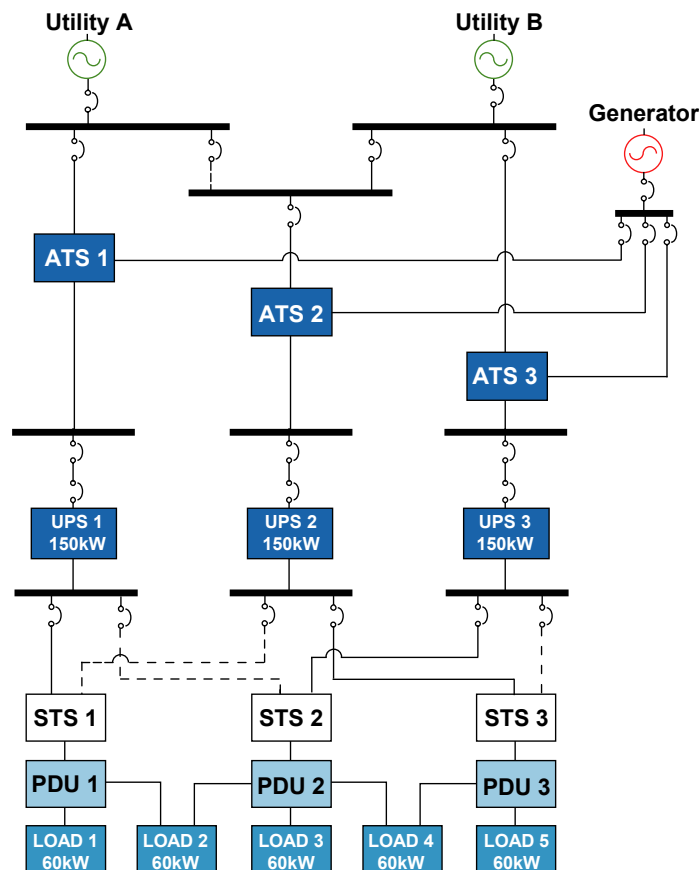 Utility A
Utility B
Generator
ATS 1
ATS 2
ATS 3
UPS 1
150kW
UPS 2
150kW
UPS 3
150kW
STS 1
STS 2
STS 3
PDU 1
PDU 2
PDU 3
LOAD 1
60kW
LOAD 2
60kW
LOAD 3
60kW
LOAD 4
60kW
LOAD 5
60kW